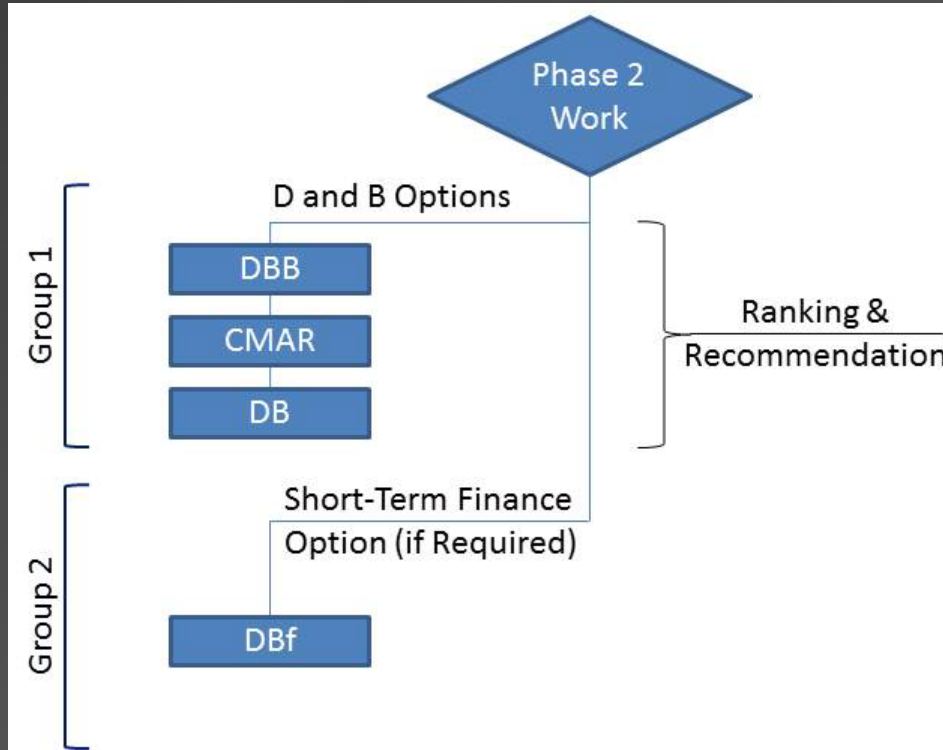 Phase 2
Work
D and B Options
Group 1
DBB
CMAR
DB
Ranking &
Recommendation
Short-Term Finance
Option (if Required)
Group 2
DBf